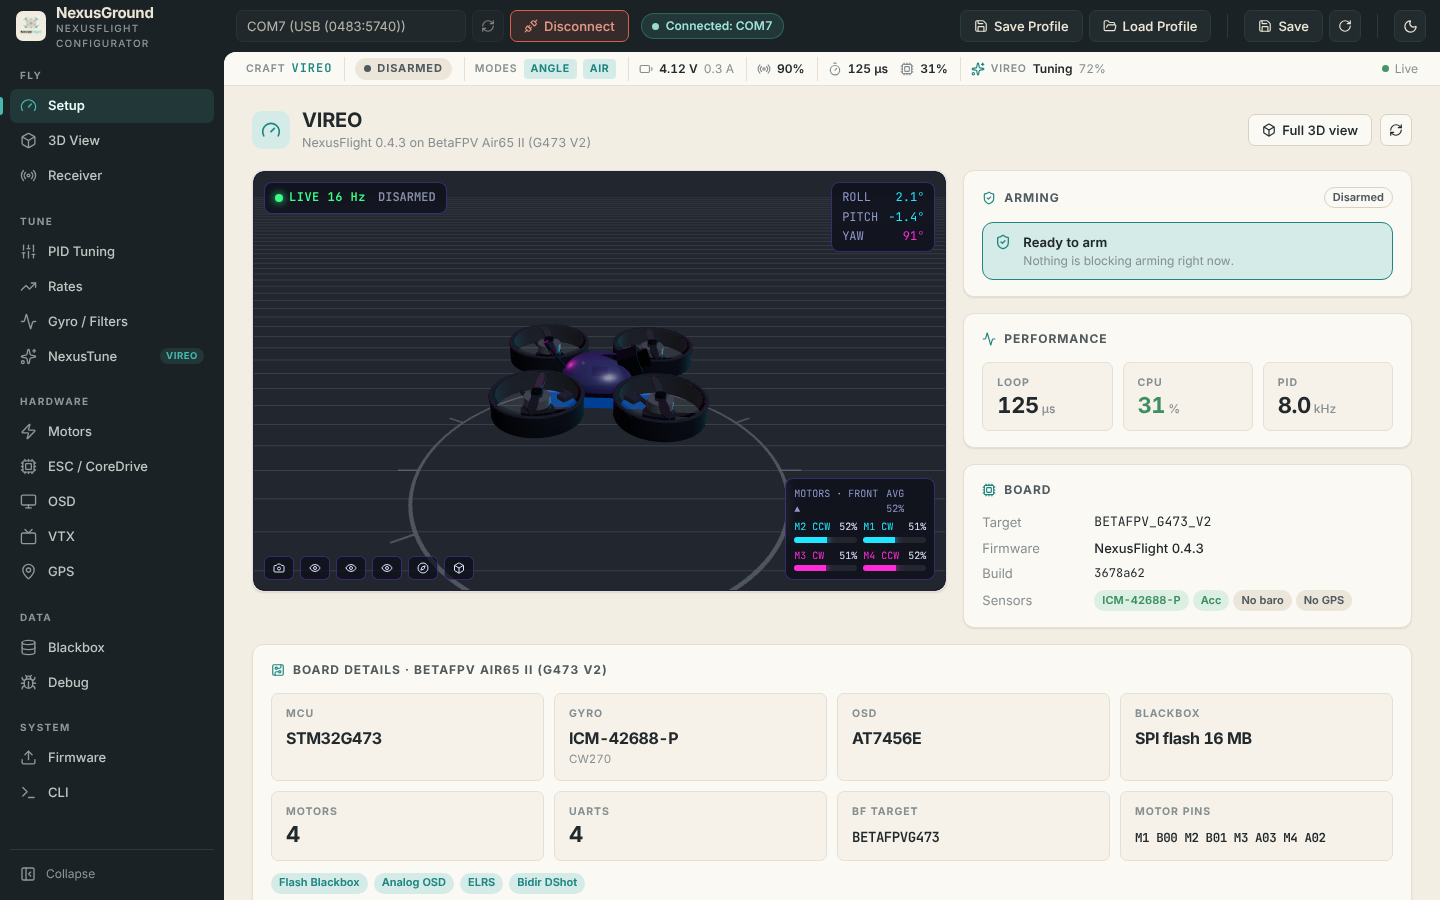 NexusGround
NEXUSFLIGHT
CONFIGURATOR
COM7 (USB (0483:5740))
Disconnect
Connected: COM7
Save Profile
Load Profile
Save
FLY
Setup
3D View
Receiver
TUNE
PID Tuning
Rates
Gyro / Filters
NexusTune VIREO
HARDWARE
Motors
ESC / CoreDrive
OSD
VTX
GPS
DATA
Blackbox
Debug
SYSTEM
Firmware
CLI
Collapse
CRAFT VIREO DISARMED MODES ANGLE AIR 4.12 V 0.3 A 90% 125 µs 31% VIREO Tuning 72% Live
VIREO
NexusFlight 0.4.3 on BetaFPV Air65 II (G473 V2)
Full 3D view
LIVE 16 Hz DISARMED
ROLL 2.1°
PITCH -1.4°
YAW 91°
MOTORS · FRONT AVG
▲ 52%
M2 CCW 52% M1 CW 51%
M3 CW 51% M4 CCW 52%
ARMING Disarmed
Ready to arm
Nothing is blocking arming right now.
PERFORMANCE
LOOP
125 µs
CPU
31 %
PID
8.0 kHz
BOARD
Target BETAFPV_G473_V2
Firmware NexusFlight 0.4.3
Build 3678a62
Sensors ICM-42688-P Acc No baro No GPS
BOARD DETAILS · BETAFPV AIR65 II (G473 V2)
MCU
STM32G473
GYRO
ICM-42688-P
CW270
OSD
AT7456E
BLACKBOX
SPI flash 16 MB
MOTORS
4
UARTS
4
BF TARGET
BETAFPVG473
MOTOR PINS
M1 B00 M2 B01 M3 A03 M4 A02
Flash Blackbox Analog OSD ELRS Bidir DShot